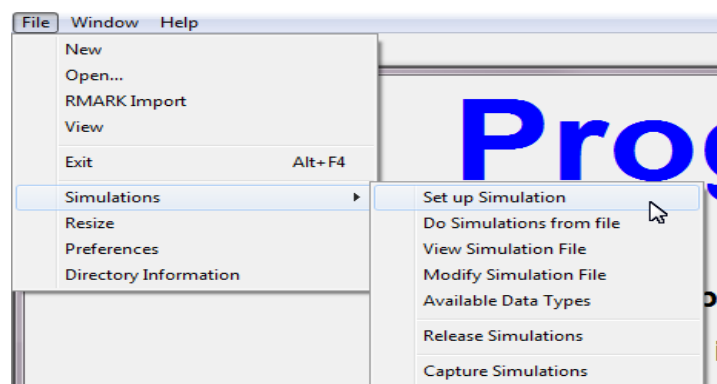 File Window Help
New
Open...
RMARK Import
View
Exit Alt+F4
Simulations
Resize
Preferences
Directory Information
Set up Simulation
Do Simulations from file
View Simulation File
Modify Simulation File
Available Data Types
Release Simulations
Capture Simulations